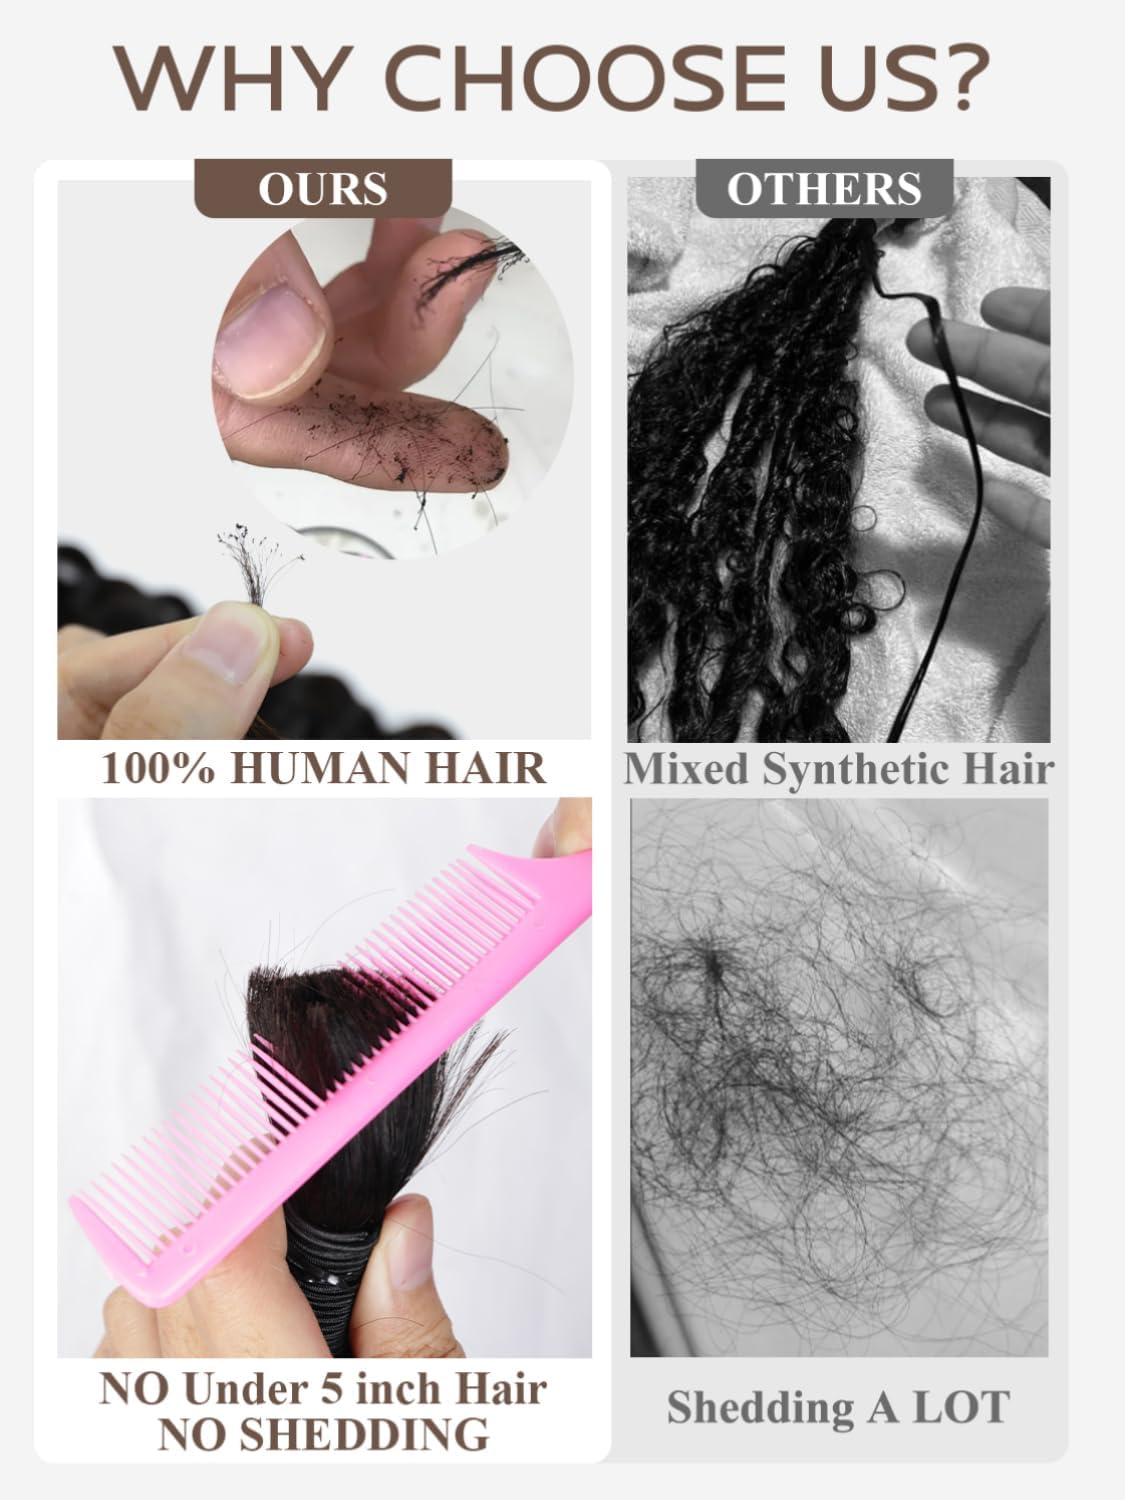 WHY CHOOSE US?
OURS
OTHERS
100% HUMAN HAIR
Mixed Synthetic Hair
NO Under 5 inch Hair
NO SHEDDING
Shedding A LOT